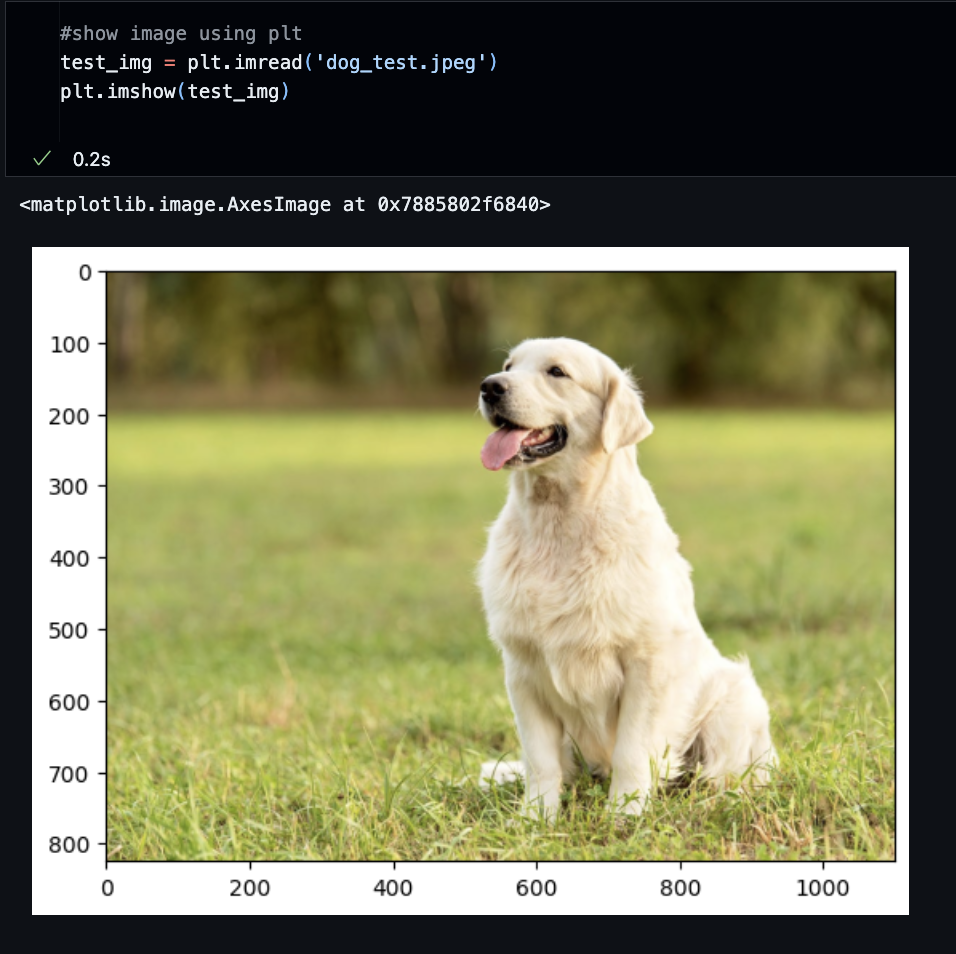 #show image using plt
test_img = plt.imread('dog_test.jpeg')
plt.imshow(test_img)
0.2s
<matplotlib.image.AxesImage at 0x7885802f6840>
0
100
200
300
400
500
600
700
800
0 200 400 600 800 1000